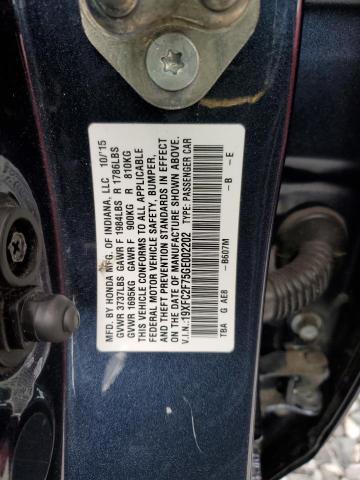 MFD. BY HONDA MFG. OF INDIANA, LLC 10/'15
GVWR 3737LBS GAWR F 1984LBS R 1786LBS
GVWR 1695KG GAWR F 900KG R 810KG
THIS VEHICLE CONFORMS TO ALL APPLICABLE
FEDERAL MOTOR VEHICLE SAFETY, BUMPER,
AND THEFT PREVENTION STANDARDS IN EFFECT
ON THE DATE OF MANUFACTURE SHOWN ABOVE.
V.I.N.:19XFC2F75GE002202 TYPE: PASSENGER CAR
TBA G AE8 -B607M -B -E